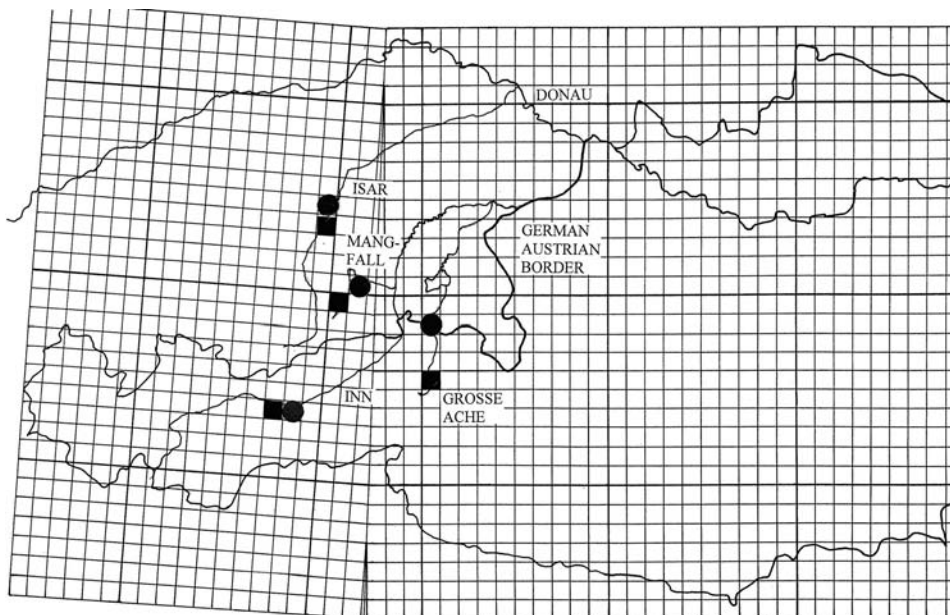 DONAU
ISAR
MANG-
FALL
GERMAN
AUSTRIAN
BORDER
INN
GROSSE
ACHE